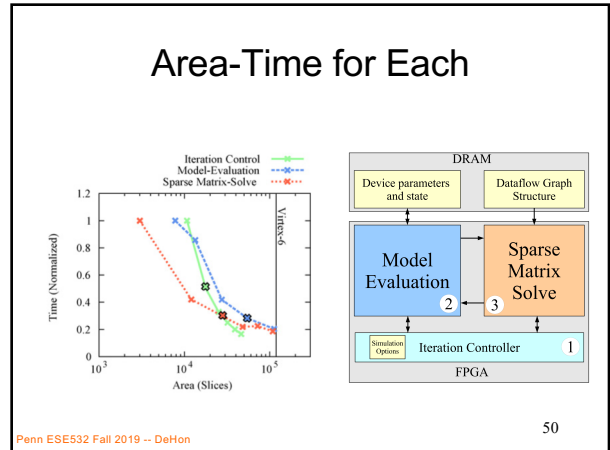 Area-Time for Each
Iteration Control
Model-Evaluation
Sparse Matrix-Solve
1.2
1
0.8
0.6
0.4
0.2
0
Time (Normalized)
Virtex-6
10^3
10^4
10^5
Area (Slices)
DRAM
Device parameters
and state
Dataflow Graph
Structure
Model
Evaluation
2
Sparse
Matrix
Solve
3
Simulation
Options
Iteration Controller
1
FPGA
Penn ESE532 Fall 2019 -- DeHon
50